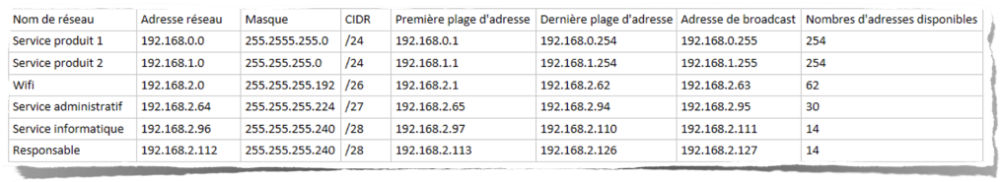 Nom de réseau Adresse réseau Masque CIDR Première plage d'adresse Dernière plage d'adresse Adresse de broadcast Nombres d'adresses disponibles
Service produit 1 192.168.0.0 255.2555.255.0 /24 192.168.0.1 192.168.0.254 192.168.0.255 254
Service produit 2 192.168.1.0 255.255.255.0 /24 192.168.1.1 192.168.1.254 192.168.1.255 254
Wifi 192.168.2.0 255.255.255.192 /26 192.168.2.1 192.168.2.62 192.168.2.63 62
Service administratif 192.168.2.64 255.255.255.224 /27 192.168.2.65 192.168.2.94 192.168.2.95 30
Service informatique 192.168.2.96 255.255.255.240 /28 192.168.2.97 192.168.2.110 192.168.2.111 14
Responsable 192.168.2.112 255.255.255.240 /28 192.168.2.113 192.168.2.126 192.168.2.127 14